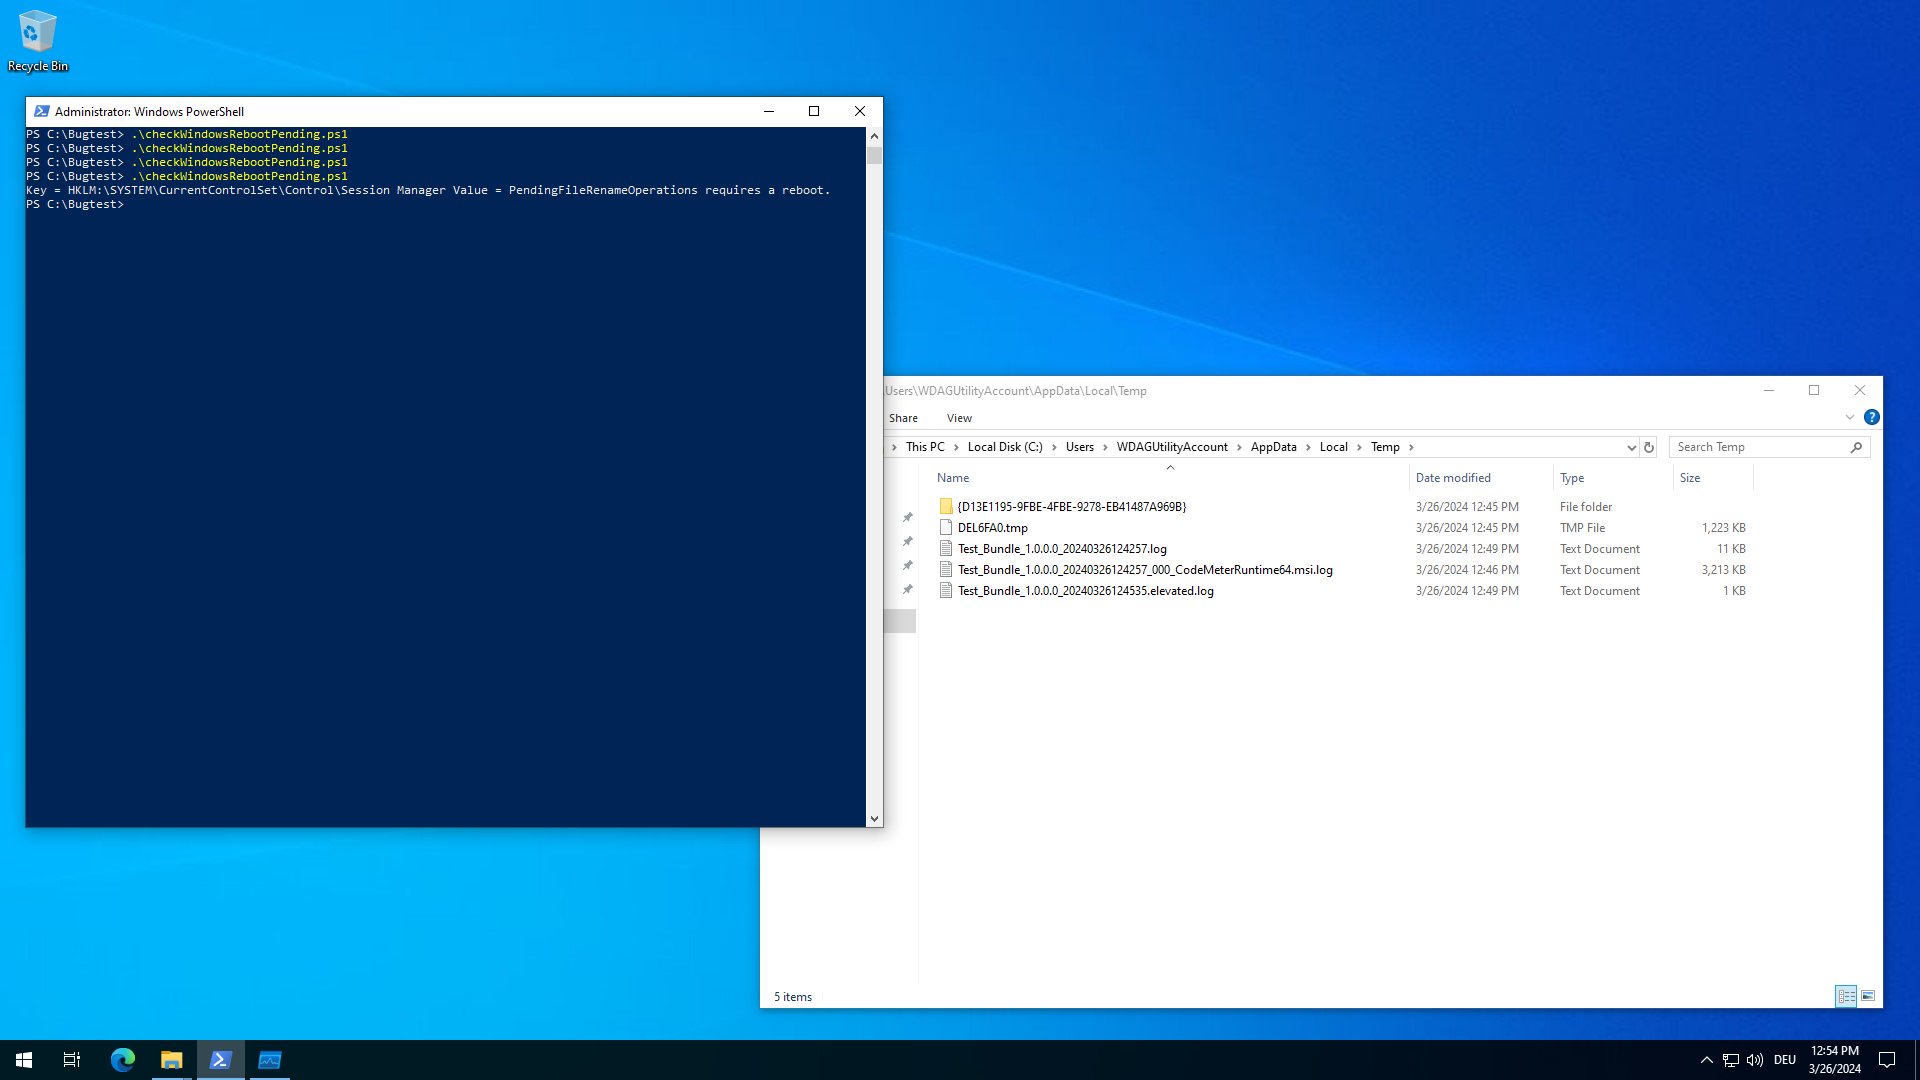 Recycle Bin
Administrator: Windows PowerShell
PS C:\Bugtest> .\checkWindowsRebootPending.ps1
PS C:\Bugtest> .\checkWindowsRebootPending.ps1
PS C:\Bugtest> .\checkWindowsRebootPending.ps1
PS C:\Bugtest> .\checkWindowsRebootPending.ps1
Key = HKLM:\SYSTEM\CurrentControlSet\Control\Session Manager Value = PendingFileRenameOperations requires a reboot.
PS C:\Bugtest>
\Users\WDAGUtilityAccount\AppData\Local\Temp
Share View
This PC > Local Disk (C:) > Users > WDAGUtilityAccount > AppData > Local > Temp > Search Temp
Name Date modified Type Size
{D13E1195-9FBE-4FBE-9278-EB41487A969B} 3/26/2024 12:45 PM File folder
DEL6FA0.tmp 3/26/2024 12:45 PM TMP File 1,223 KB
Test_Bundle_1.0.0.0_20240326124257.log 3/26/2024 12:49 PM Text Document 11 KB
Test_Bundle_1.0.0.0_20240326124257_000_CodeMeterRuntime64.msi.log 3/26/2024 12:46 PM Text Document 3,213 KB
Test_Bundle_1.0.0.0_20240326124535.elevated.log 3/26/2024 12:49 PM Text Document 1 KB
5 items
DEU
12:54 PM
3/26/2024